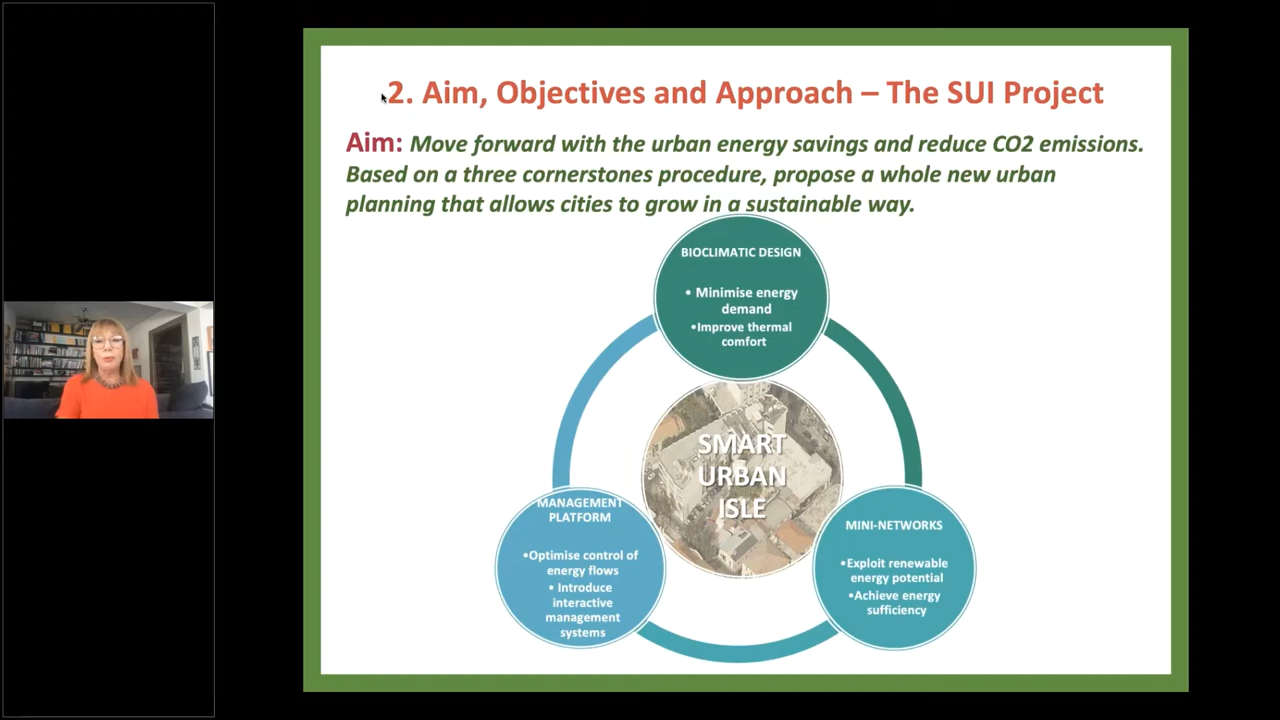 2. Aim, Objectives and Approach – The SUI Project
Aim: Move forward with the urban energy savings and reduce CO2 emissions.
Based on a three cornerstones procedure, propose a whole new urban
planning that allows cities to grow in a sustainable way.
BIOCLIMATIC DESIGN
• Minimise energy
demand
•Improve thermal
comfort
SMART
URBAN
ISLE
MANAGEMENT
PLATFORM
•Optimise control of
energy flows
• Introduce
interactive
management
systems
MINI-NETWORKS
•Exploit renewable
energy potential
•Achieve energy
sufficiency